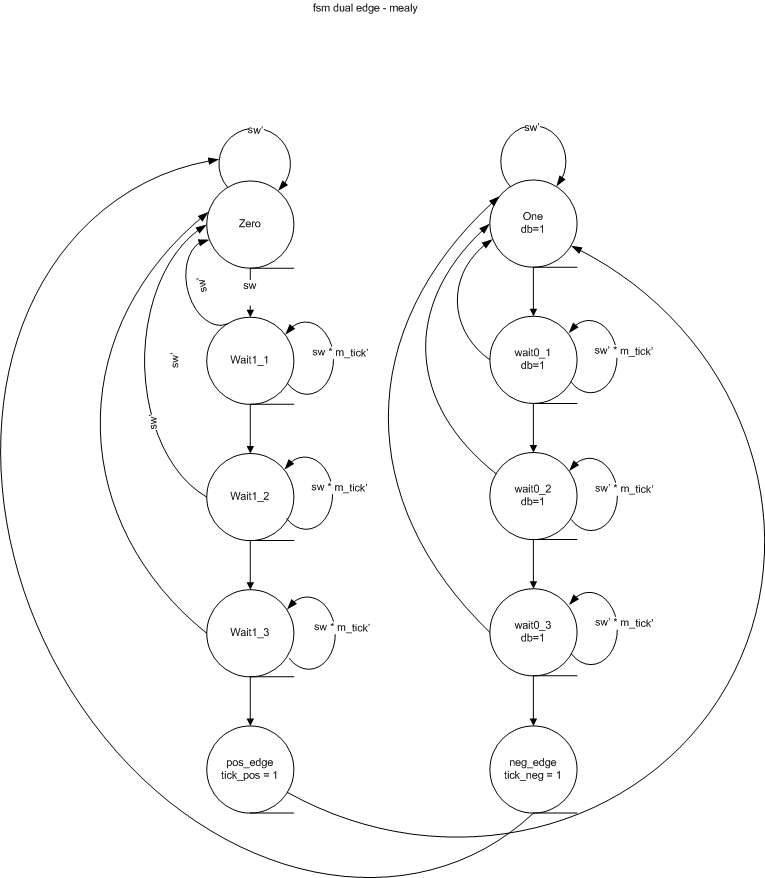 fsm dual edge - mealy
sw'
sw'
Zero
One
db=1
sw'
sw
Wait1_1
sw * m_tick'
wait0_1
db=1
sw' * m_tick'
sw'
sw'
Wait1_2
sw * m_tick'
wait0_2
db=1
sw' * m_tick'
Wait1_3
sw * m_tick'
wait0_3
db=1
sw' * m_tick'
pos_edge
tick_pos = 1
neg_edge
tick_neg = 1